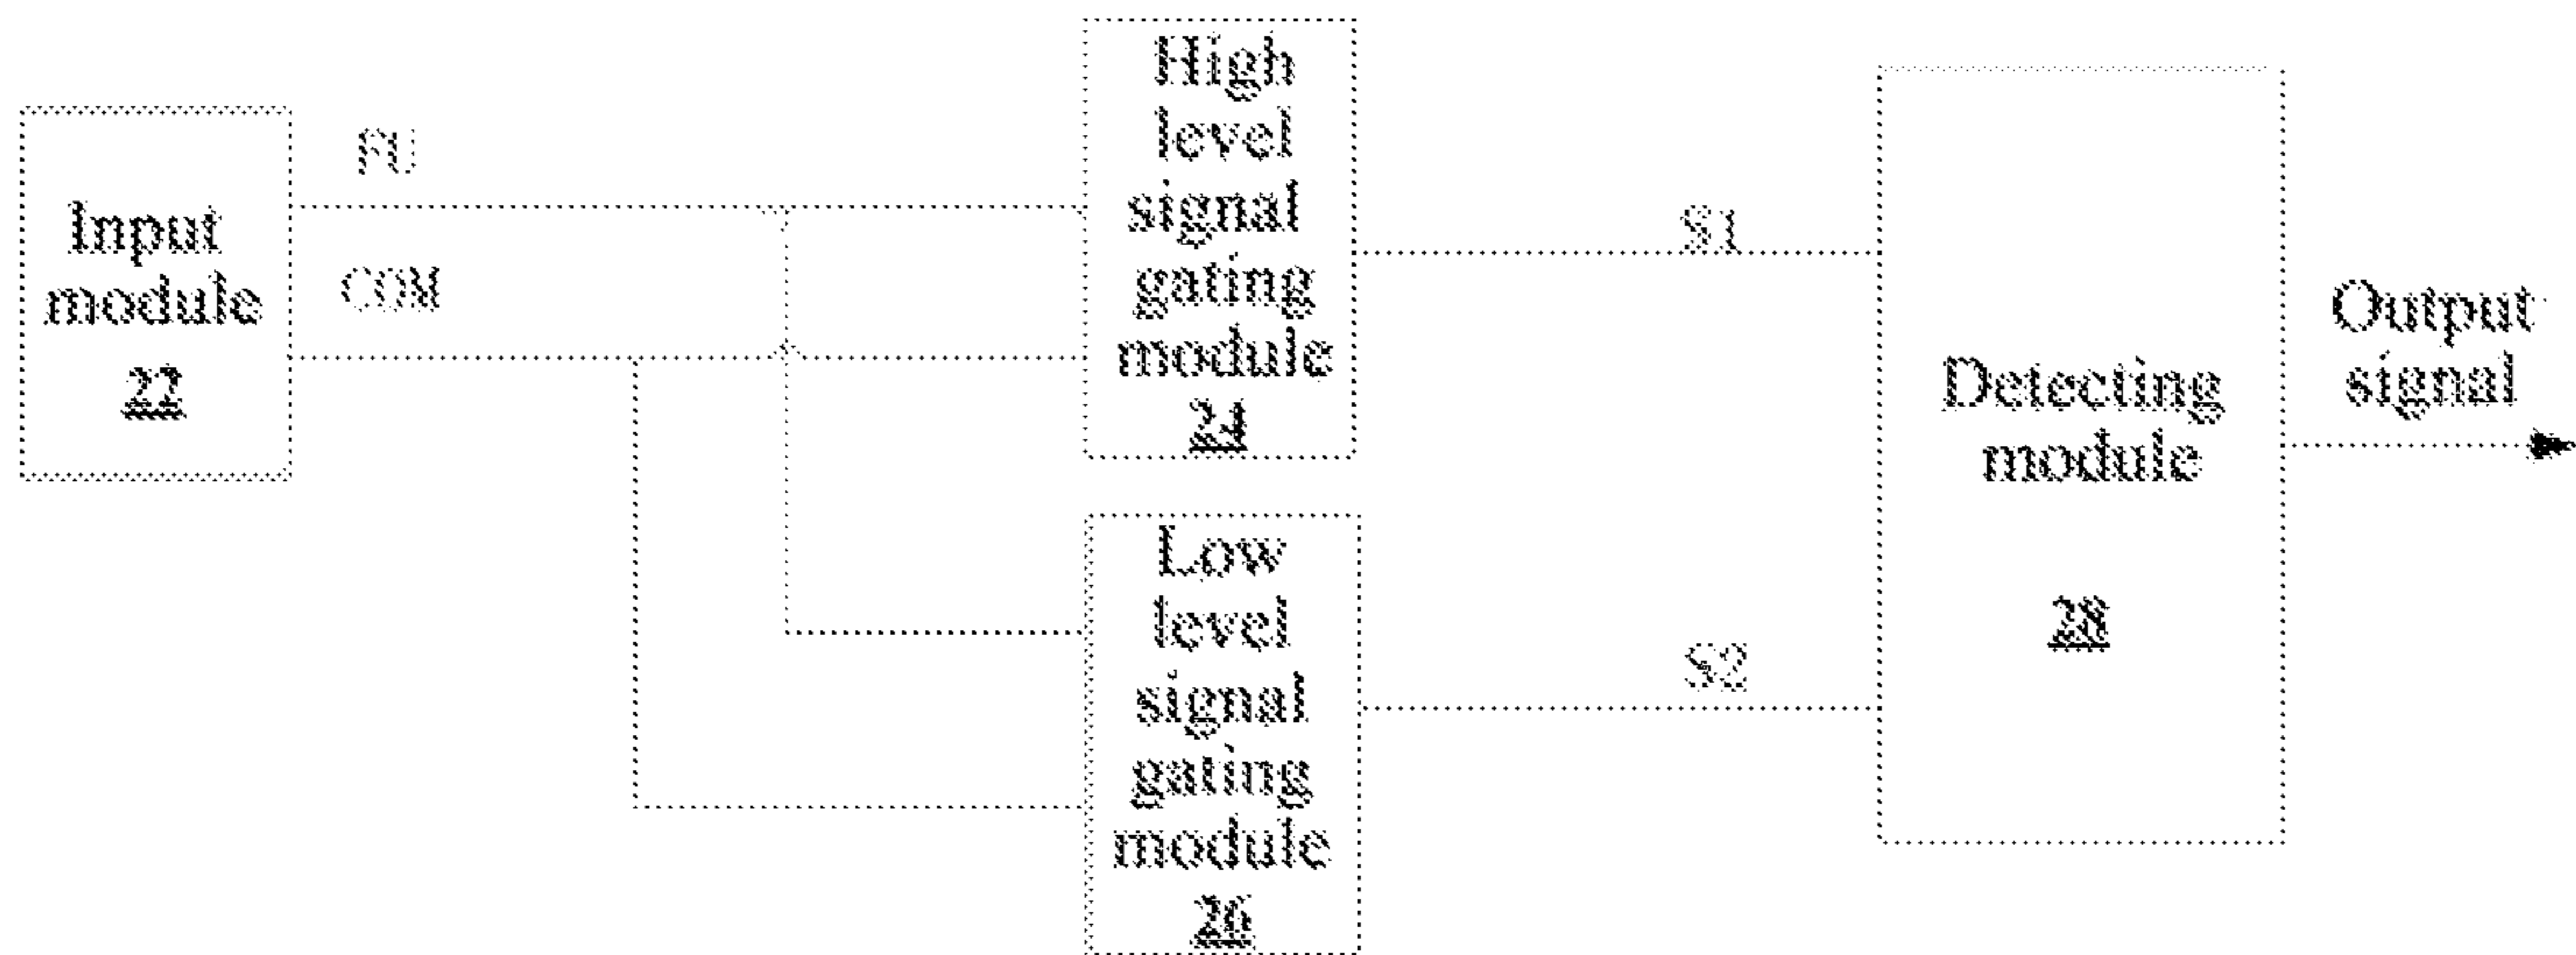 Input
module
22
FU
COM
High
level
signal
gating
module
24
Low
level
signal
gating
module
26
S1
S2
Detecting
module
28
Output
signal